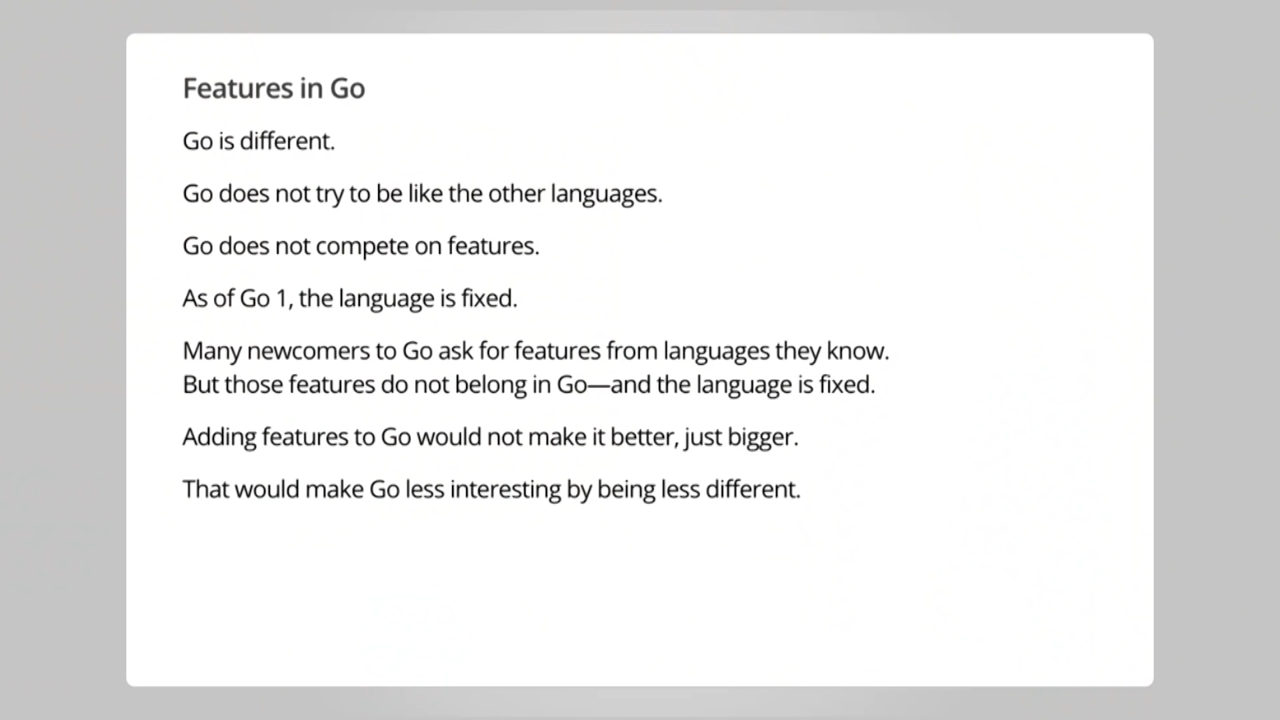 Features in Go
Go is different.
Go does not try to be like the other languages.
Go does not compete on features.
As of Go 1, the language is fixed.
Many newcomers to Go ask for features from languages they know.
But those features do not belong in Go—and the language is fixed.
Adding features to Go would not make it better, just bigger.
That would make Go less interesting by being less different.